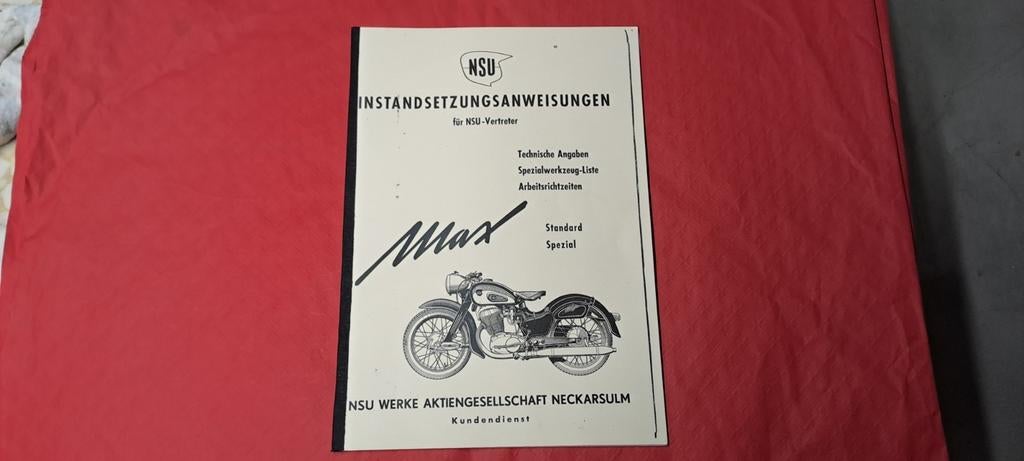 NSU
INSTANDSETZUNGSANWEISUNGEN
für NSU-Vertreter
Technische Angaben
Spezialwerkzeug-Liste
Arbeitsrichtzeiten
Max
Standard
Spezial
NSU WERKE AKTIENGESELLSCHAFT NECKARSULM
Kundendienst